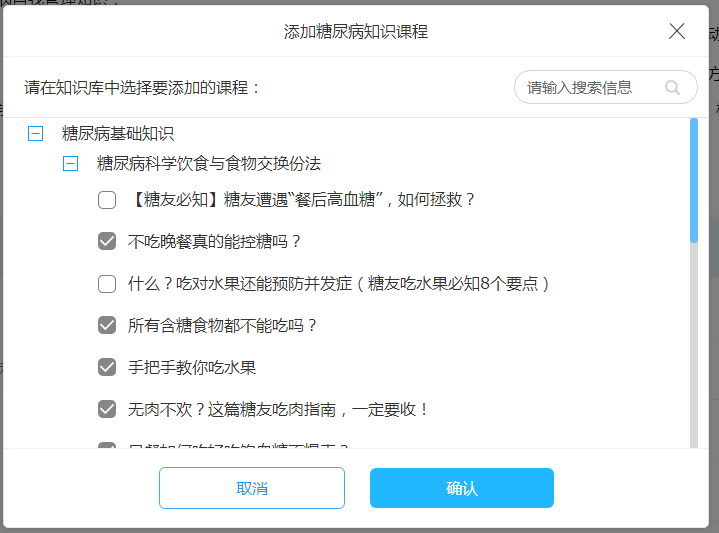 添加糖尿病知识课程
请在知识库中选择要添加的课程：
请输入搜索信息
糖尿病基础知识
糖尿病科学饮食与食物交换份法
【糖友必知】糖友遭遇“餐后高血糖”，如何拯救？
不吃晚餐真的能控糖吗？
什么？吃对水果还能预防并发症（糖友吃水果必知8个要点）
所有含糖食物都不能吃吗？
手把手教你吃水果
无肉不欢？这篇糖友吃肉指南，一定要收！
取消
确认